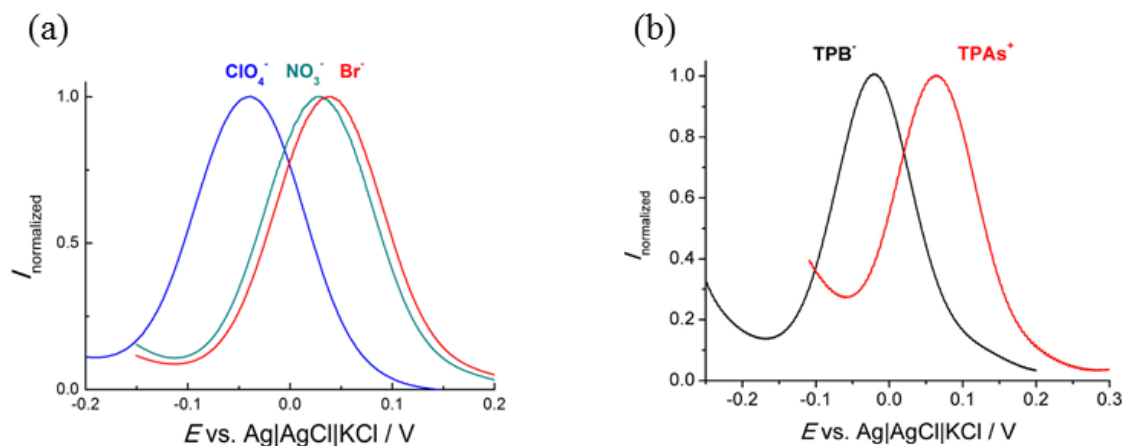 (a)
ClO₄⁻ NO₃⁻ Br⁻
1.0
0.5
0.0
I normalized
-0.2 -0.1 0.0 0.1 0.2
E vs. Ag|AgCl|KCl / V
(b)
TPB⁻ TPAs⁺
1.0
0.8
0.6
0.4
0.2
0.0
I normalized
-0.2 -0.1 0.0 0.1 0.2 0.3
E vs. Ag|AgCl|KCl / V